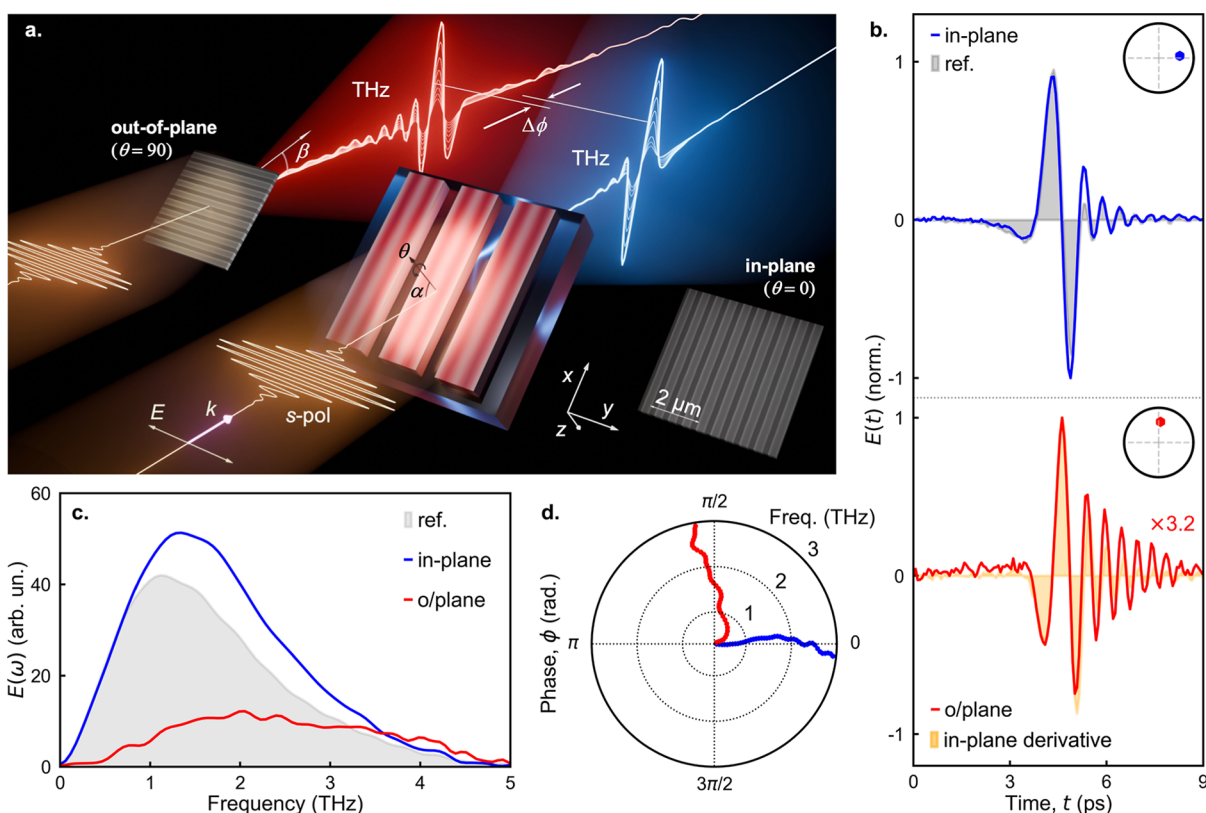 a.
THz
out-of-plane
(θ= 90)
β
Δϕ
THz
θ
α
in-plane
(θ= 0)
k
E
s-pol
x
y
z
2 μm
b.
in-plane
ref.
1
0
-1
E(t) (norm.)
1
×3.2
0
o/plane
in-plane derivative
-1
0
3
6
9
Time, t (ps)
c.
60
ref.
in-plane
o/plane
40
20
0
E(ω) (arb. un.)
0
1
2
3
4
5
Frequency (THz)
d.
π/2
Freq. (THz)
3
2
1
π
0
3π/2
Phase, ϕ (rad.)